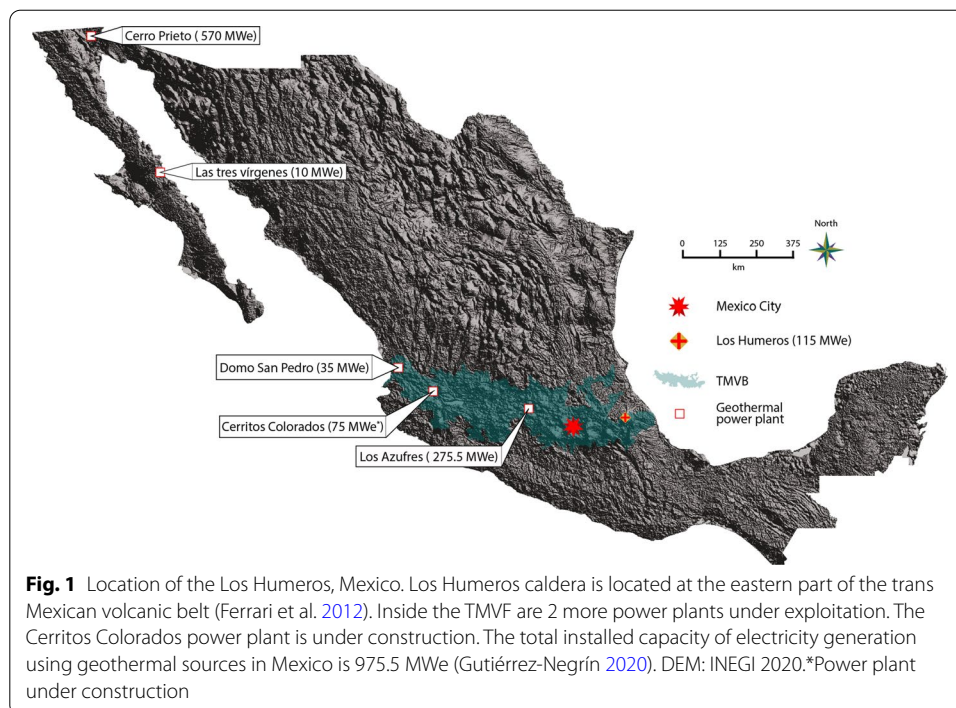 Cerro Prieto ( 570 MWe)
Las tres vírgenes (10 MWe)
North
0 125 250 375
km
Mexico City
Los Humeros (115 MWe)
Domo San Pedro (35 MWe)
TMVB
Cerritos Colorados (75 MWe*)
Geothermal
power plant
Los Azufres ( 275.5 MWe)
Fig. 1 Location of the Los Humeros, Mexico. Los Humeros caldera is located at the eastern part of the trans
Mexican volcanic belt (Ferrari et al. 2012). Inside the TMVF are 2 more power plants under exploitation. The
Cerritos Colorados power plant is under construction. The total installed capacity of electricity generation
using geothermal sources in Mexico is 975.5 MWe (Gutiérrez-Negrín 2020). DEM: INEGI 2020.*Power plant
under construction